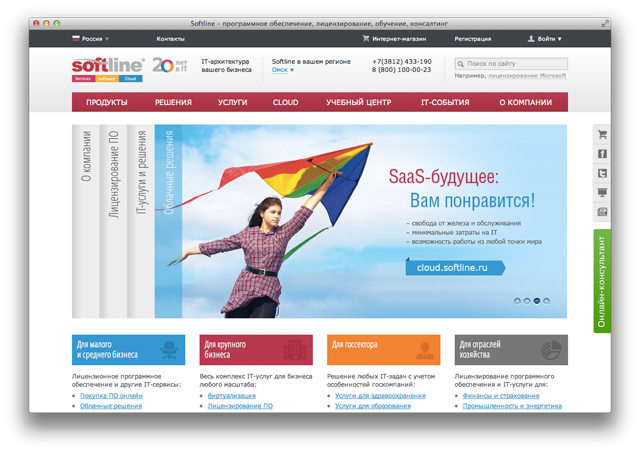 Softline – программное обеспечение, лицензирование, обучение, консалтинг
Россия
Контакты
Интернет-магазин
Регистрация
Войти
softline
Services
Software
Cloud
20 лет
в IT
IT-архитектура
вашего бизнеса
Softline в вашем регионе
Омск
+7(3812) 433-190
8 (800) 100-00-23
Поиск по сайту
Например, лицензирование Microsoft
ПРОДУКТЫ
РЕШЕНИЯ
УСЛУГИ
CLOUD
УЧЕБНЫЙ ЦЕНТР
IT-СОБЫТИЯ
О КОМПАНИИ
О компании
Лицензирование ПО
IT-услуги и решения
Облачные решения
SaaS-будущее:
Вам понравится!
– свобода от железа и обслуживания
– минимальные затраты на IT
– возможность работы из любой точки мира
cloud.softline.ru
Онлайн-консультант
Для малого
и среднего бизнеса
Лицензионное программное
обеспечение и другие IT-сервисы:
Покупка ПО онлайн
Облачные решения
Для крупного
бизнеса
Весь комплекс IT-услуг для бизнеса
любого масштаба:
Виртуализация
Лицензирование ПО
Для госсектора
Решение любых IT-задач с учетом
особенностей госкомпаний:
Услуги для здравоохранения
Услуги для образования
Для отраслей
хозяйства
Лицензирование программного
обеспечения и IT-услуги для:
Финансы и страхование
Промышленность и энергетика